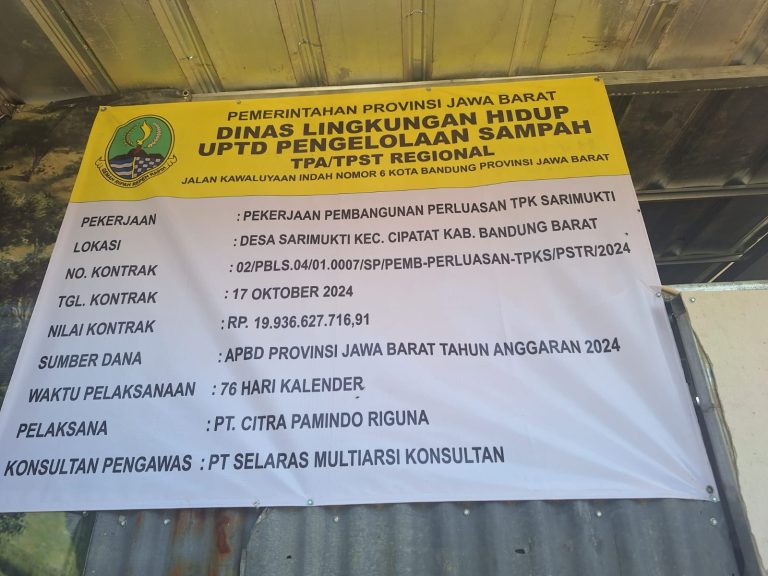 PEMERINTAHAN PROVINSI JAWA BARAT
DINAS LINGKUNGAN HIDUP
UPTD PENGELOLAAN SAMPAH
TPA/TPST REGIONAL
JALAN KAWALUYAAN INDAH NOMOR 6 KOTA BANDUNG PROVINSI JAWA BARAT
PEKERJAAN : PEKERJAAN PEMBANGUNAN PERLUASAN TPK SARIMUKTI
LOKASI : DESA SARIMUKTI KEC. CIPATAT KAB. BANDUNG BARAT
NO. KONTRAK : 02/PBLS.04/01.0007/SP/PEMB-PERLUASAN-TPKS/PSTR/2024
TGL. KONTRAK : 17 OKTOBER 2024
NILAI KONTRAK : RP. 19.936.627.716,91
SUMBER DANA : APBD PROVINSI JAWA BARAT TAHUN ANGGARAN 2024
WAKTU PELAKSANAAN : 76 HARI KALENDER
PELAKSANA : PT. CITRA PAMINDO RIGUNA
KONSULTAN PENGAWAS : PT SELARAS MULTIARSI KONSULTAN